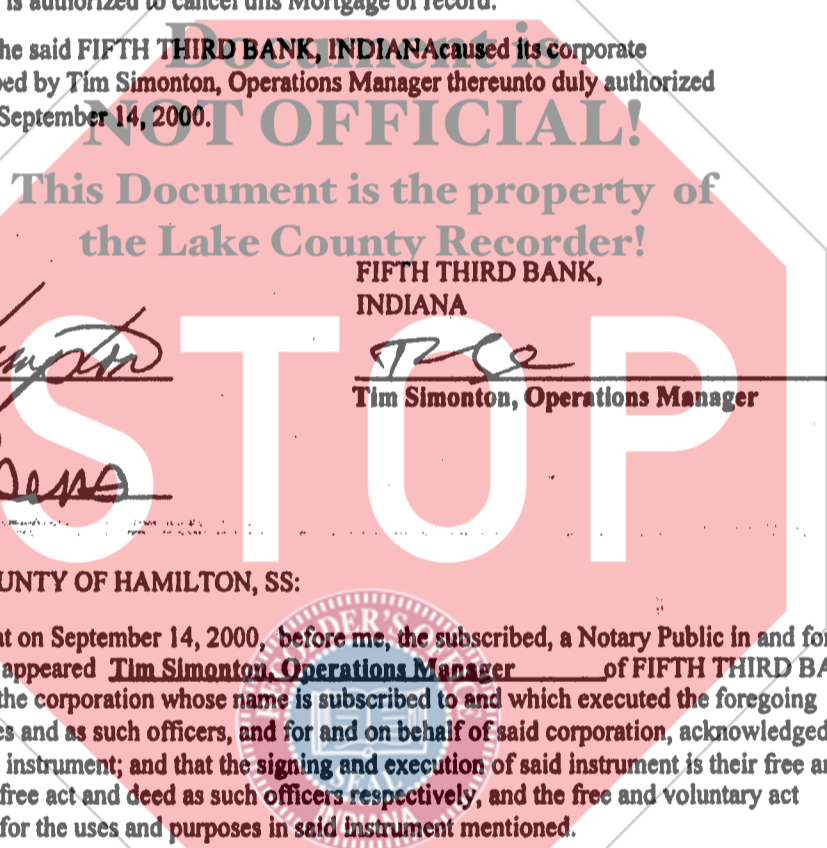 is authorized to cancel this Mortgage of record.
he said FIFTH THIRD BANK, INDIANAcaused its corporate
Document is
bed by Tim Simonton, Operations Manager thereunto duly authorized
September 14, 2000.
NOT OFFICIAL!
This Document is the property of
the Lake County Recorder!
FIFTH THIRD BANK,
INDIANA
STOP
Tim Simonton, Operations Manager
UNTY OF HAMILTON, SS:
at on September 14, 2000, before me, the subscribed, a Notary Public in and for
appeared Tim Simonton, Operations Manager of FIFTH THIRD BA
the corporation whose name is subscribed to and which executed the foregoing
es and as such officers, and for and on behalf of said corporation, acknowledged
instrument; and that the signing and execution of said instrument is their free an
free act and deed as such officers respectively, and the free and voluntary act
for the uses and purposes in said instrument mentioned.
RECORDER'S OFFICE
SEAL
INDIANA